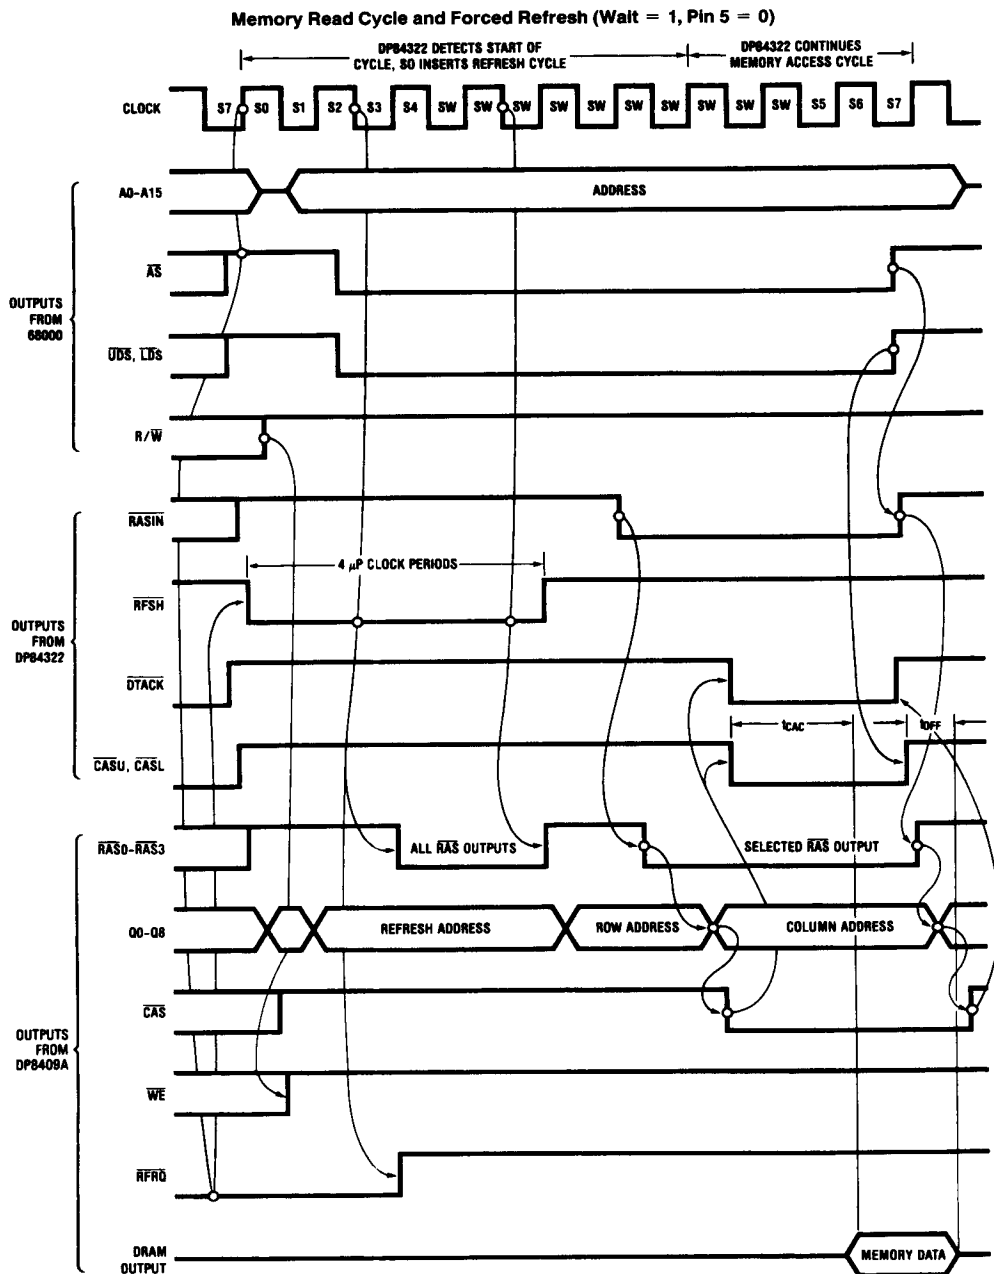 Memory Read Cycle and Forced Refresh (Wait = 1, Pin 5 = 0)
DP84322 DETECTS START OF
CYCLE, SO INSERTS REFRESH CYCLE
DP84322 CONTINUES
MEMORY ACCESS CYCLE
CLOCK
S7 S0 S1 S2 S3 S4 SW SW SW SW SW SW SW SW S5 S6 S7
A0-A15
ADDRESS
AS
OUTPUTS
FROM
68000
UDS, LDS
R/W
RASIN
4 μP CLOCK PERIODS
RFSH
OUTPUTS
FROM
DP84322
DTACK
tCAC
tOFF
CASU, CASL
RAS0-RAS3
ALL RAS OUTPUTS
SELECTED RAS OUTPUT
Q0-Q8
REFRESH ADDRESS
ROW ADDRESS
COLUMN ADDRESS
CAS
OUTPUTS
FROM
DP8409A
WE
RFRQ
DRAM
OUTPUT
MEMORY DATA